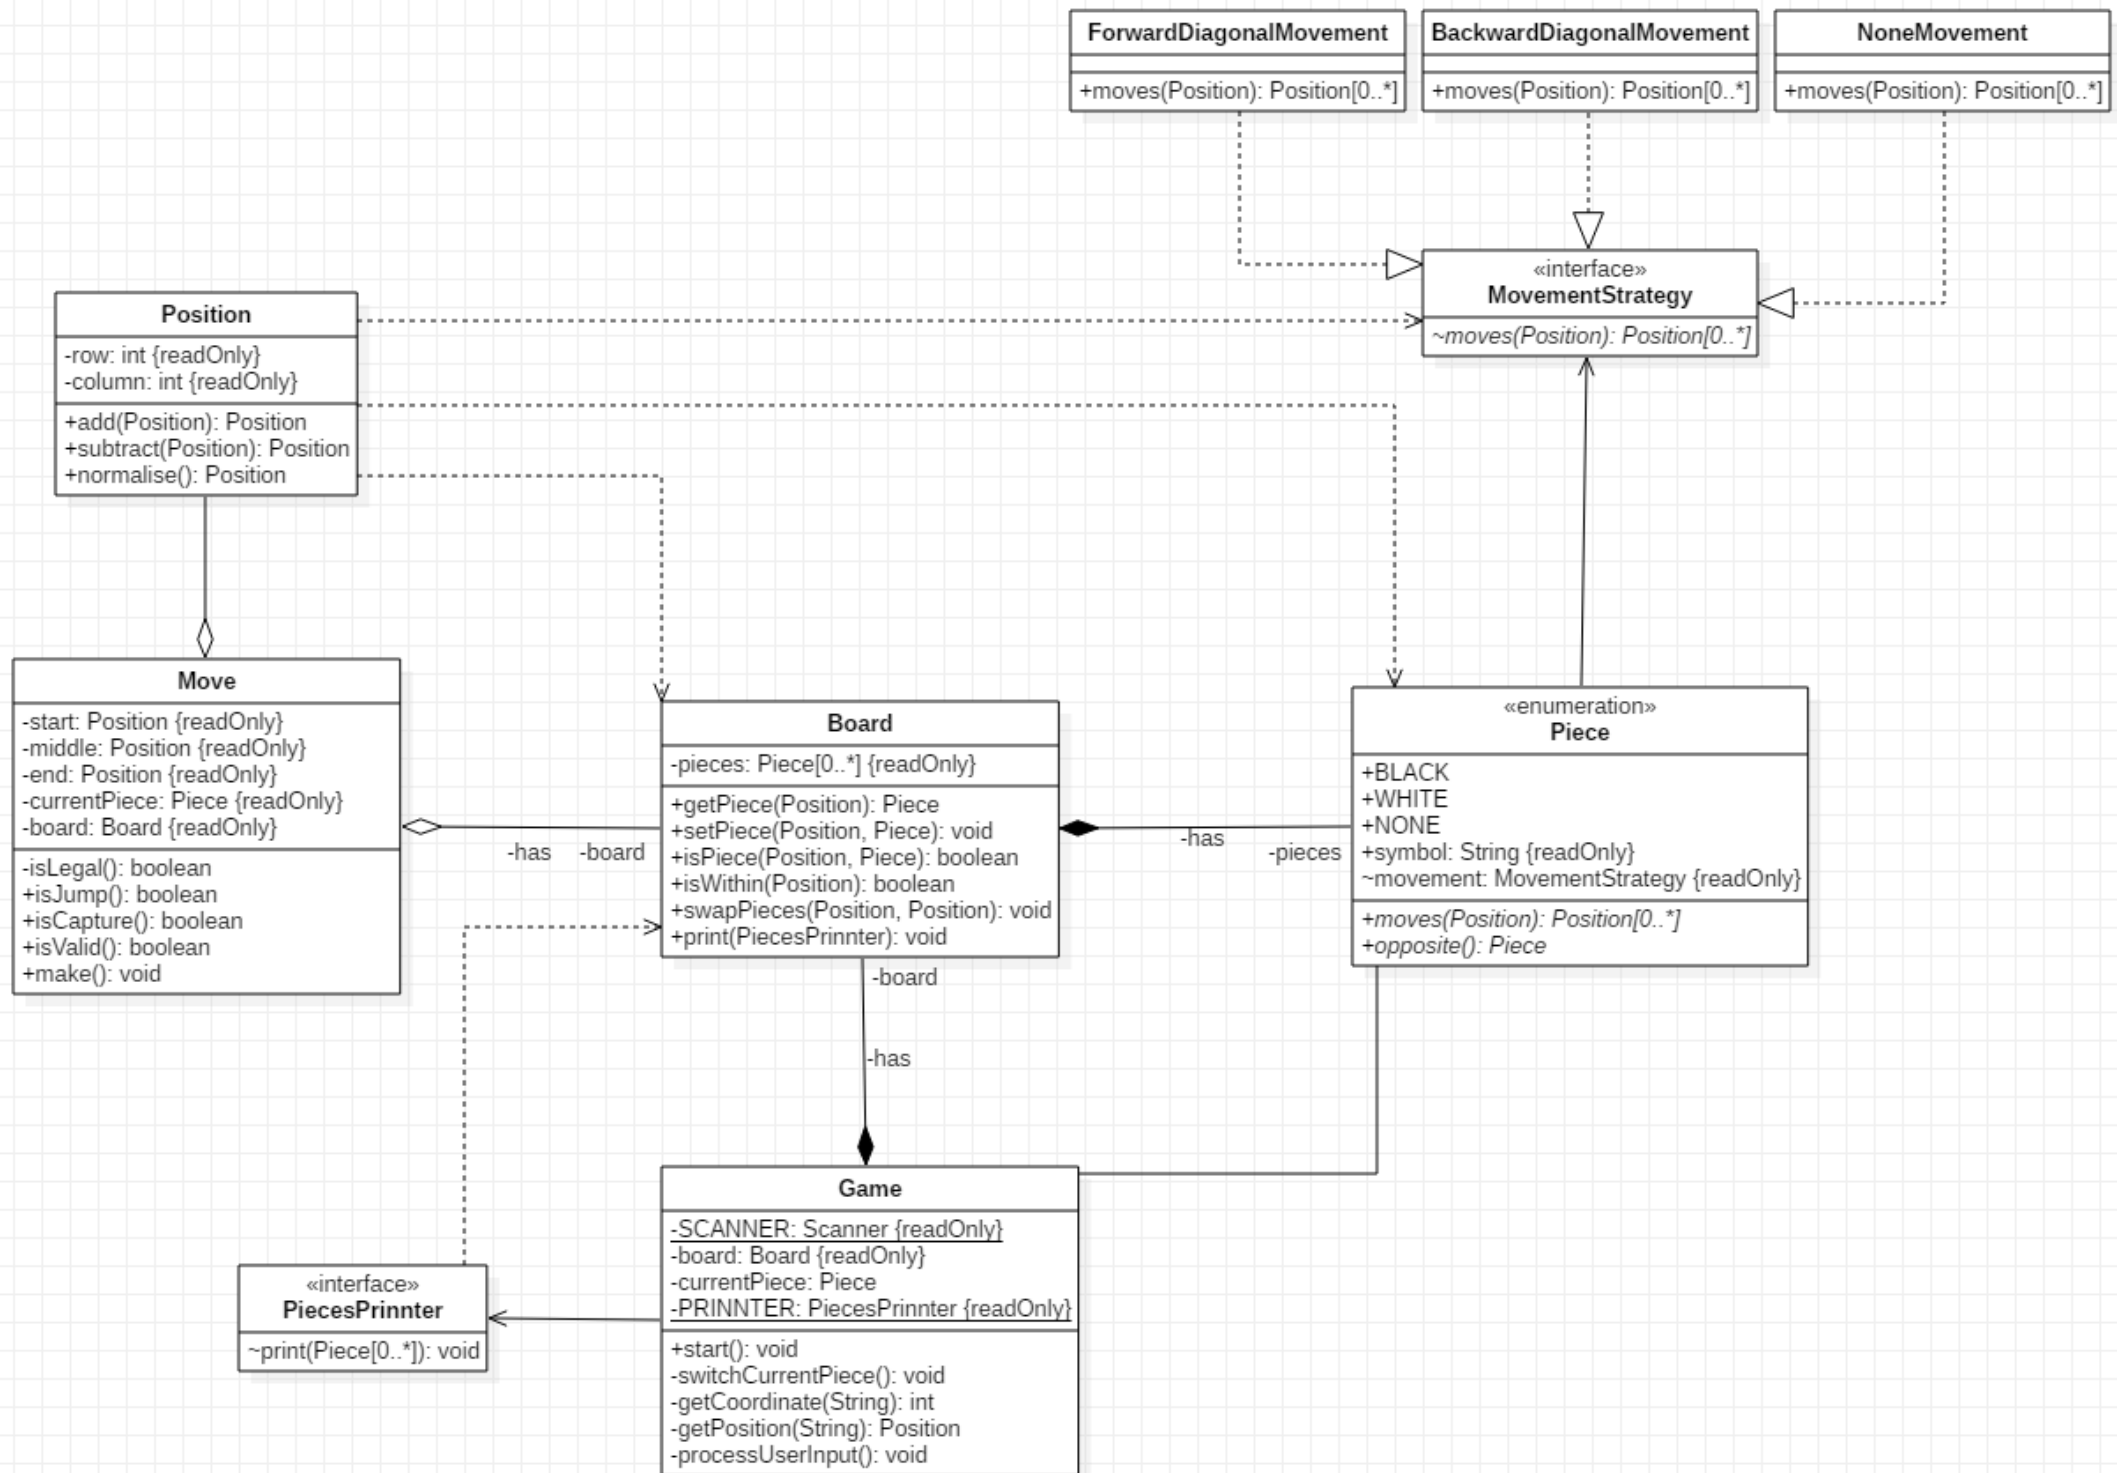 ForwardDiagonalMovement
+moves(Position): Position[0..*]
BackwardDiagonalMovement
+moves(Position): Position[0..*]
NoneMovement
+moves(Position): Position[0..*]
«interface»
MovementStrategy
~moves(Position): Position[0..*]
Position
-row: int {readOnly}
-column: int {readOnly}
+add(Position): Position
+subtract(Position): Position
+normalise(): Position
Move
-start: Position {readOnly}
-middle: Position {readOnly}
-end: Position {readOnly}
-currentPiece: Piece {readOnly}
-board: Board {readOnly}
-isLegal(): boolean
+isJump(): boolean
+isCapture(): boolean
+isValid(): boolean
+make(): void
-has
-board
Board
-pieces: Piece[0..*] {readOnly}
+getPiece(Position): Piece
+setPiece(Position, Piece): void
+isPiece(Position, Piece): boolean
+isWithin(Position): boolean
+swapPieces(Position, Position): void
+print(PiecesPrinnter): void
-has
-pieces
«enumeration»
Piece
+BLACK
+WHITE
+NONE
+symbol: String {readOnly}
~movement: MovementStrategy {readOnly}
+moves(Position): Position[0..*]
+opposite(): Piece
-board
-has
«interface»
PiecesPrinnter
~print(Piece[0..*]): void
Game
-SCANNER: Scanner {readOnly}
-board: Board {readOnly}
-currentPiece: Piece
-PRINNTER: PiecesPrinnter {readOnly}
+start(): void
-switchCurrentPiece(): void
-getCoordinate(String): int
-getPosition(String): Position
-processUserInput(): void